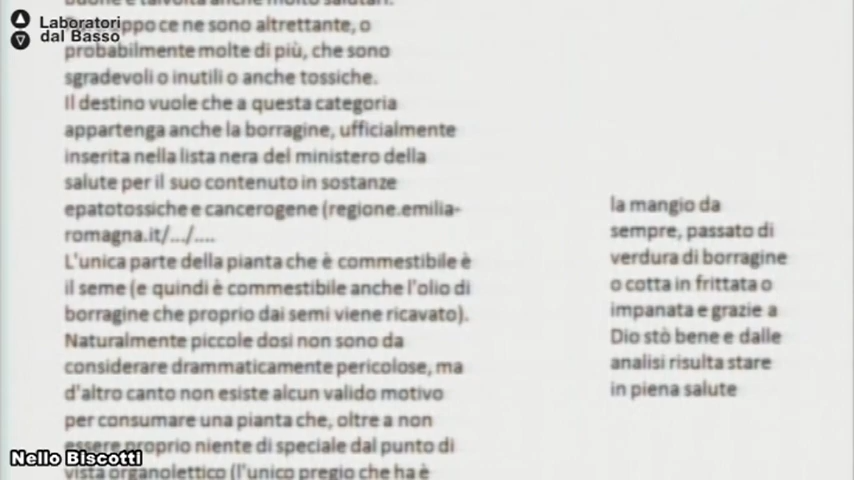 buone e talvolta anche molto salutari.
Laboratori
dal Basso
ce ne sono altrettante, o
probabilmente molte di più, che sono
sgradevoli o inutili o anche tossiche.
Il destino vuole che a questa categoria
appartenga anche la borragine, ufficialmente
inserita nella lista nera del ministero della
salute per il suo contenuto in sostanze
epatotossiche e cancerogene (regione.emilia-
romagna.it/.../....
L'unica parte della pianta che è commestibile è
il seme (e quindi è commestibile anche l'olio di
borragine che proprio dai semi viene ricavato).
Naturalmente piccole dosi non sono da
considerare drammaticamente pericolose, ma
d'altro canto non esiste alcun valido motivo
per consumare una pianta che, oltre a non
essere proprio niente di speciale dal punto di
vista organolettico (l'unico pregio che ha è
la mangio da
sempre, passato di
verdura di borragine
o cotta in frittata o
impanata e grazie a
Dio stò bene e dalle
analisi risulta stare
in piena salute
Nello Biscotti